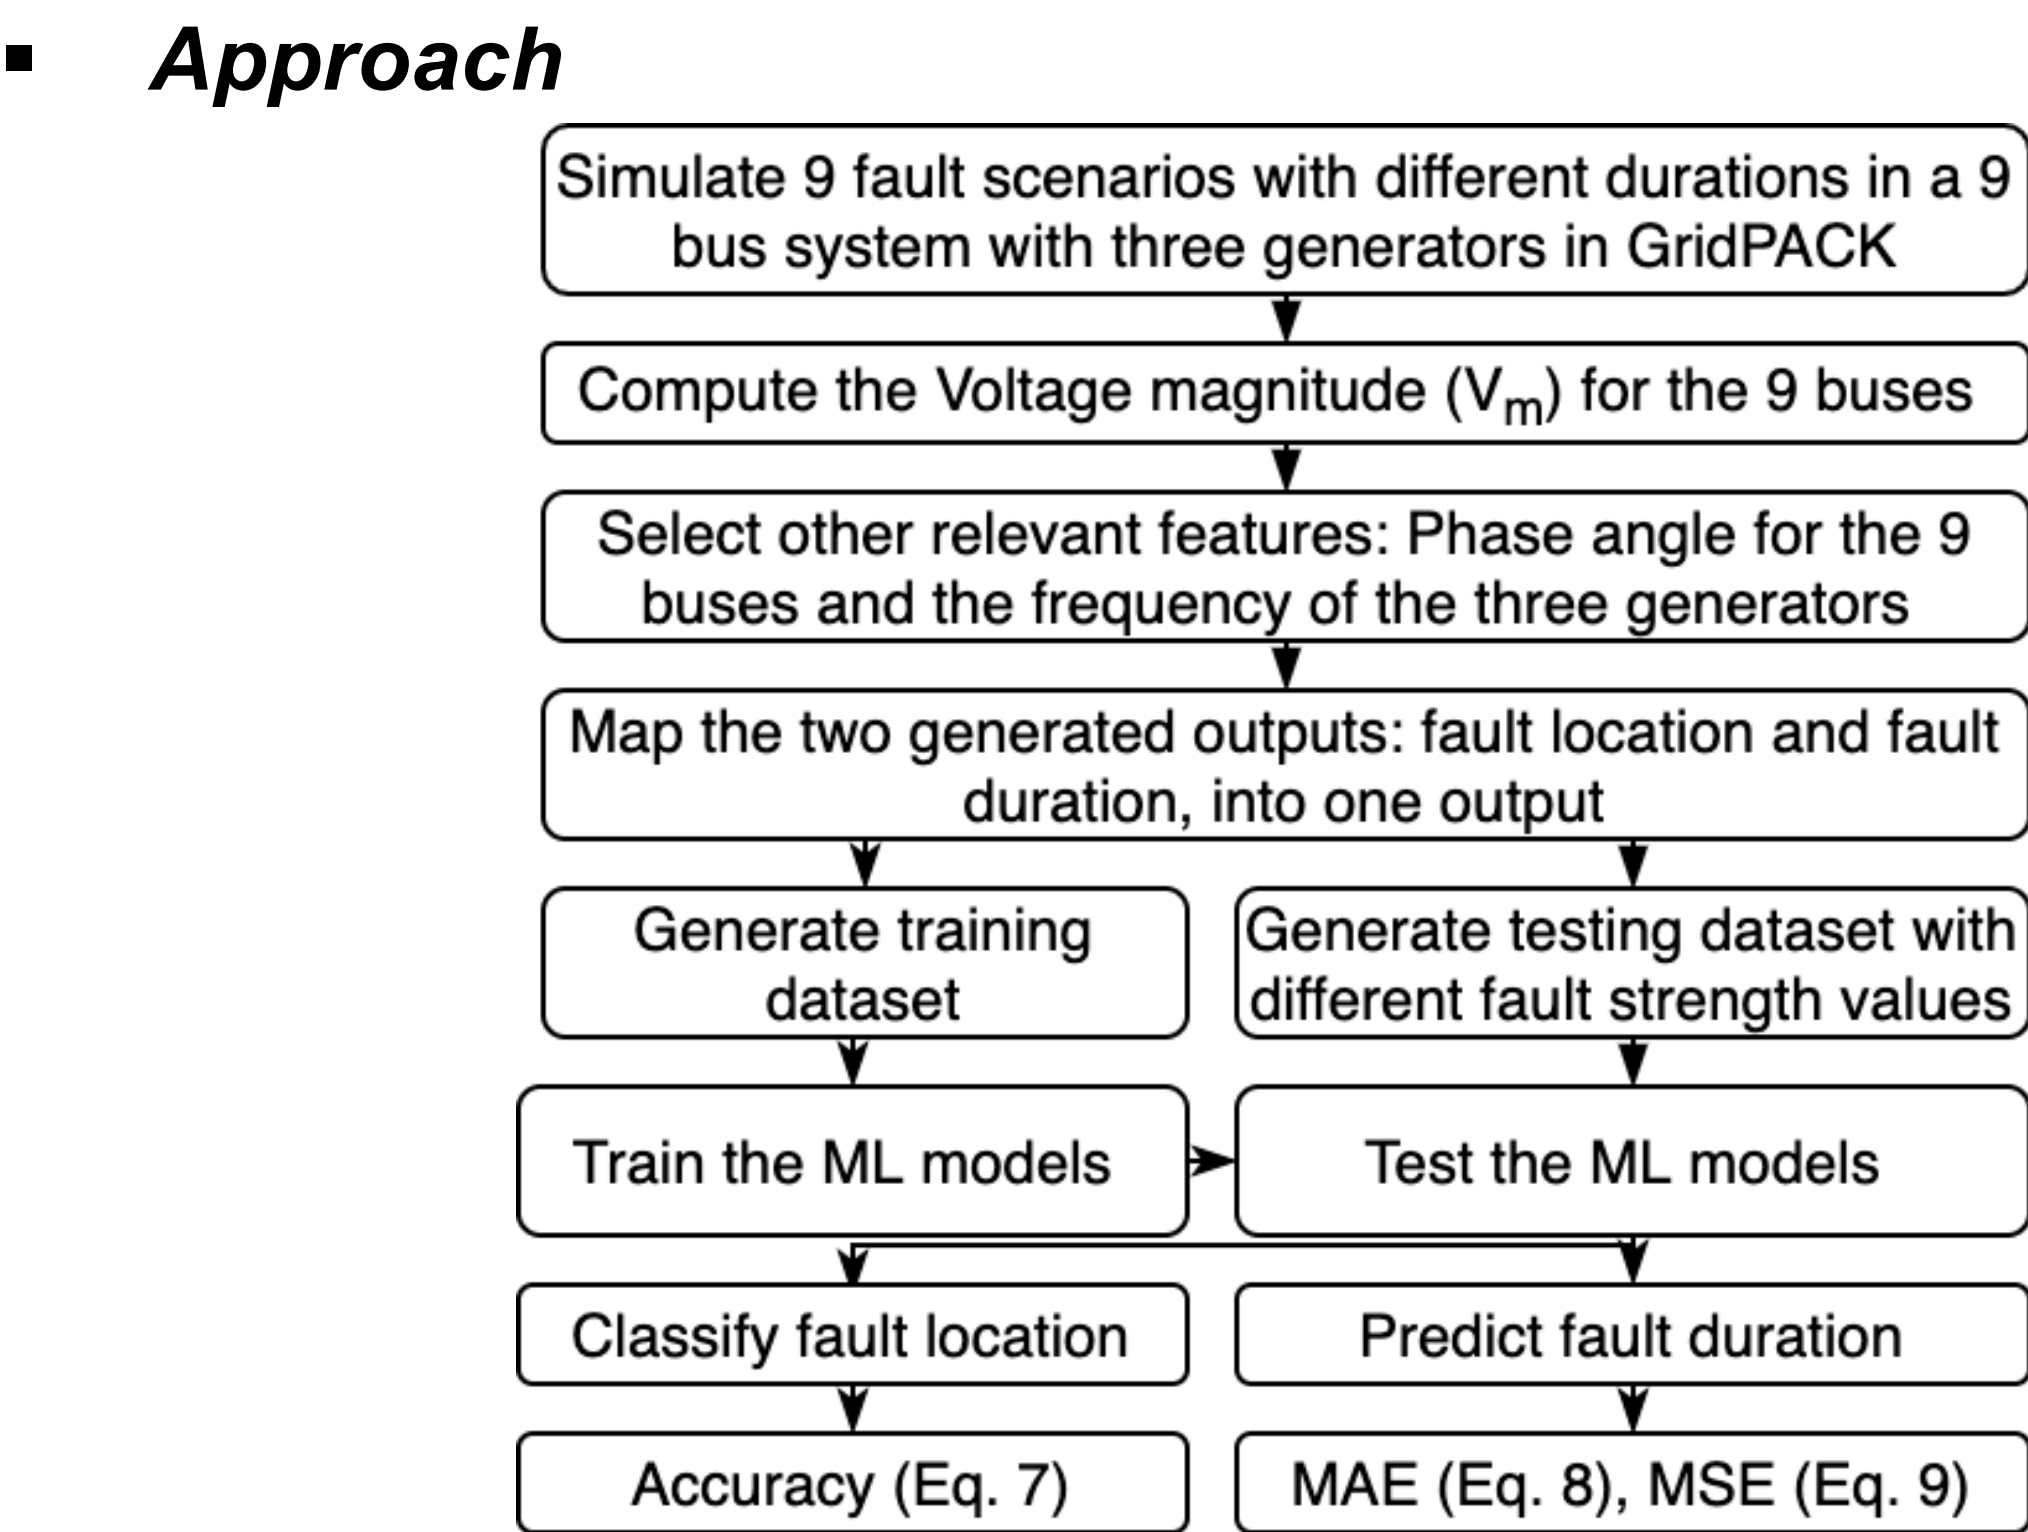 ▪ Approach
Simulate 9 fault scenarios with different durations in a 9
bus system with three generators in GridPACK
Compute the Voltage magnitude (Vm) for the 9 buses
Select other relevant features: Phase angle for the 9
buses and the frequency of the three generators
Map the two generated outputs: fault location and fault
duration, into one output
Generate training
dataset
Generate testing dataset with
different fault strength values
Train the ML models
Test the ML models
Classify fault location
Predict fault duration
Accuracy (Eq. 7)
MAE (Eq. 8), MSE (Eq. 9)